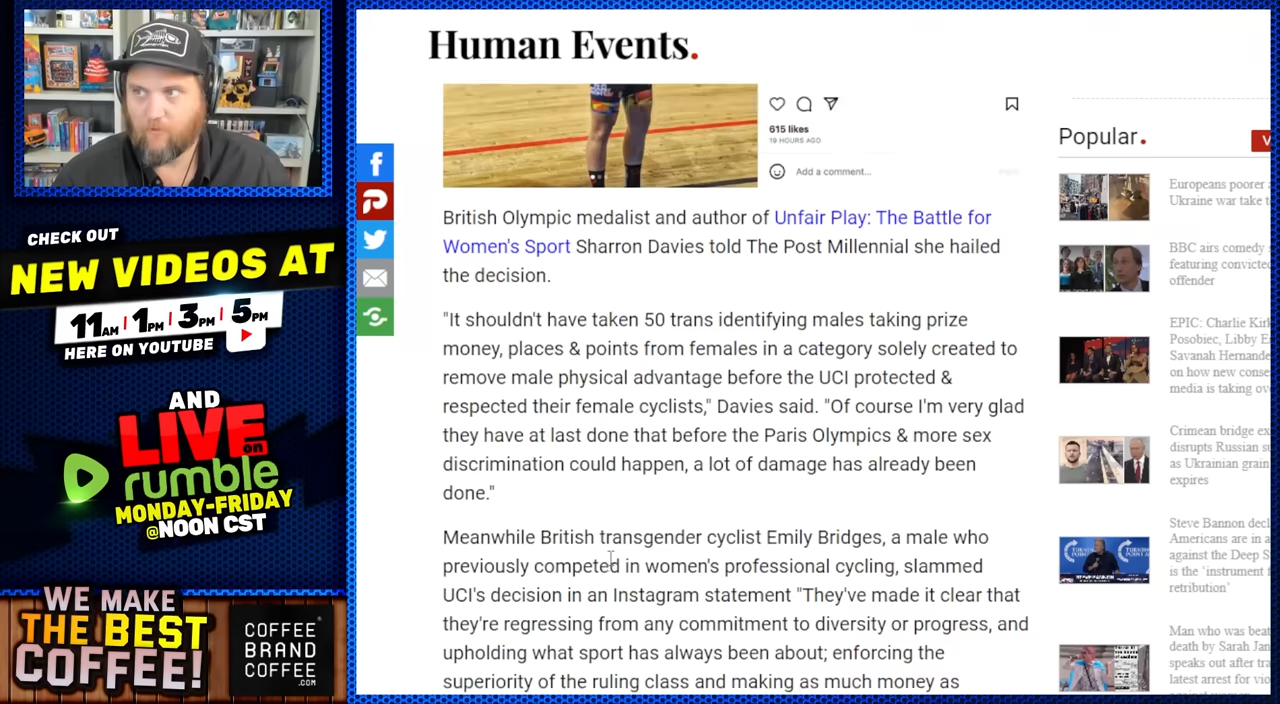 CHECK OUT
NEW VIDEOS AT
11AM | 1PM | 3PM | 5PM
HERE ON YOUTUBE
AND
LIVE on
rumble
MONDAY-FRIDAY
@NOON CST
WE MAKE
THE BEST
COFFEE!
COFFEE
BRAND
COFFEE
.COM
Human Events.
615 likes
19 HOURS AGO
Add a comment...
British Olympic medalist and author of Unfair Play: The Battle for
Women's Sport Sharron Davies told The Post Millennial she hailed
the decision.
"It shouldn't have taken 50 trans identifying males taking prize
money, places & points from females in a category solely created to
remove male physical advantage before the UCI protected &
respected their female cyclists," Davies said. "Of course I'm very glad
they have at last done that before the Paris Olympics & more sex
discrimination could happen, a lot of damage has already been
done."
Meanwhile British transgender cyclist Emily Bridges, a male who
previously competed in women's professional cycling, slammed
UCI's decision in an Instagram statement "They've made it clear that
they're regressing from any commitment to diversity or progress, and
upholding what sport has always been about; enforcing the
superiority of the ruling class and making as much money as
Popular.
Europeans poorer
Ukraine war take
BBC airs comedy
featuring convicted
offender
EPIC: Charlie Kirk
Posobiec, Libby
Savanah Hernande
on how new conse
media is taking
Crimean bridge
disrupts Russian
as Ukrainian grain
expires
Steve Bannon decl
Americans are in a
against the Deep S
is the 'instrument
retribution'
Man who was beat
death by Sarah Jan
speaks out after tra
latest arrest for vio